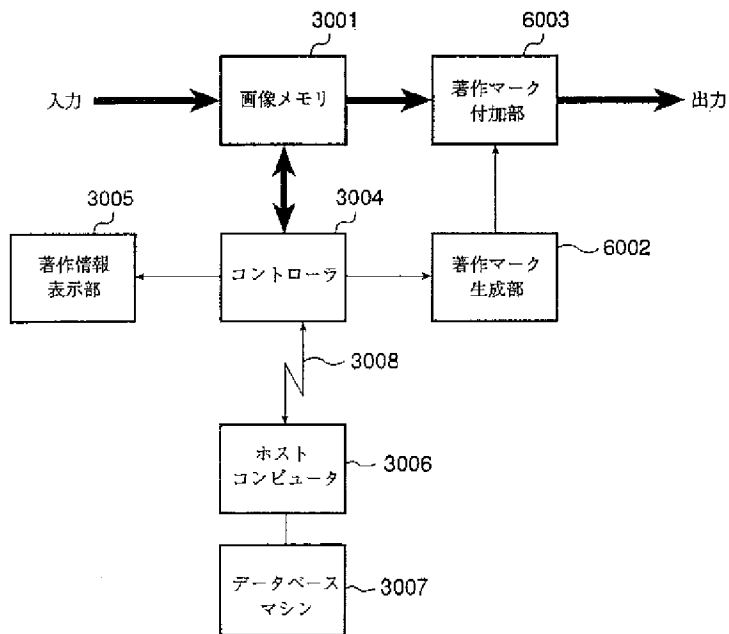 3001
6003
入力
画像メモリ
著作マーク
付加部
出力
3005
3004
著作情報
表示部
コントローラ
著作マーク
生成部
6002
3008
ホスト
コンピュータ
3006
データベース
マシン
3007